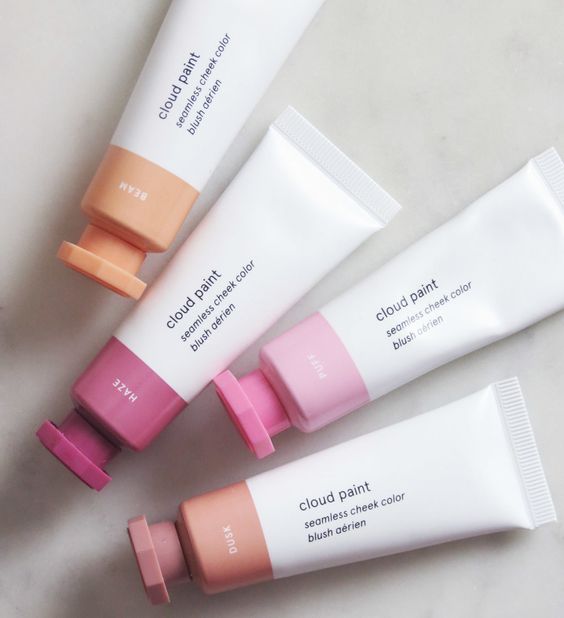 cloud paint
seamless cheek color
blush aérien
BEAM
cloud paint
seamless cheek color
blush aérien
HAZE
cloud paint
seamless cheek color
blush aérien
PUFF
cloud paint
seamless cheek color
blush aérien
DUSK